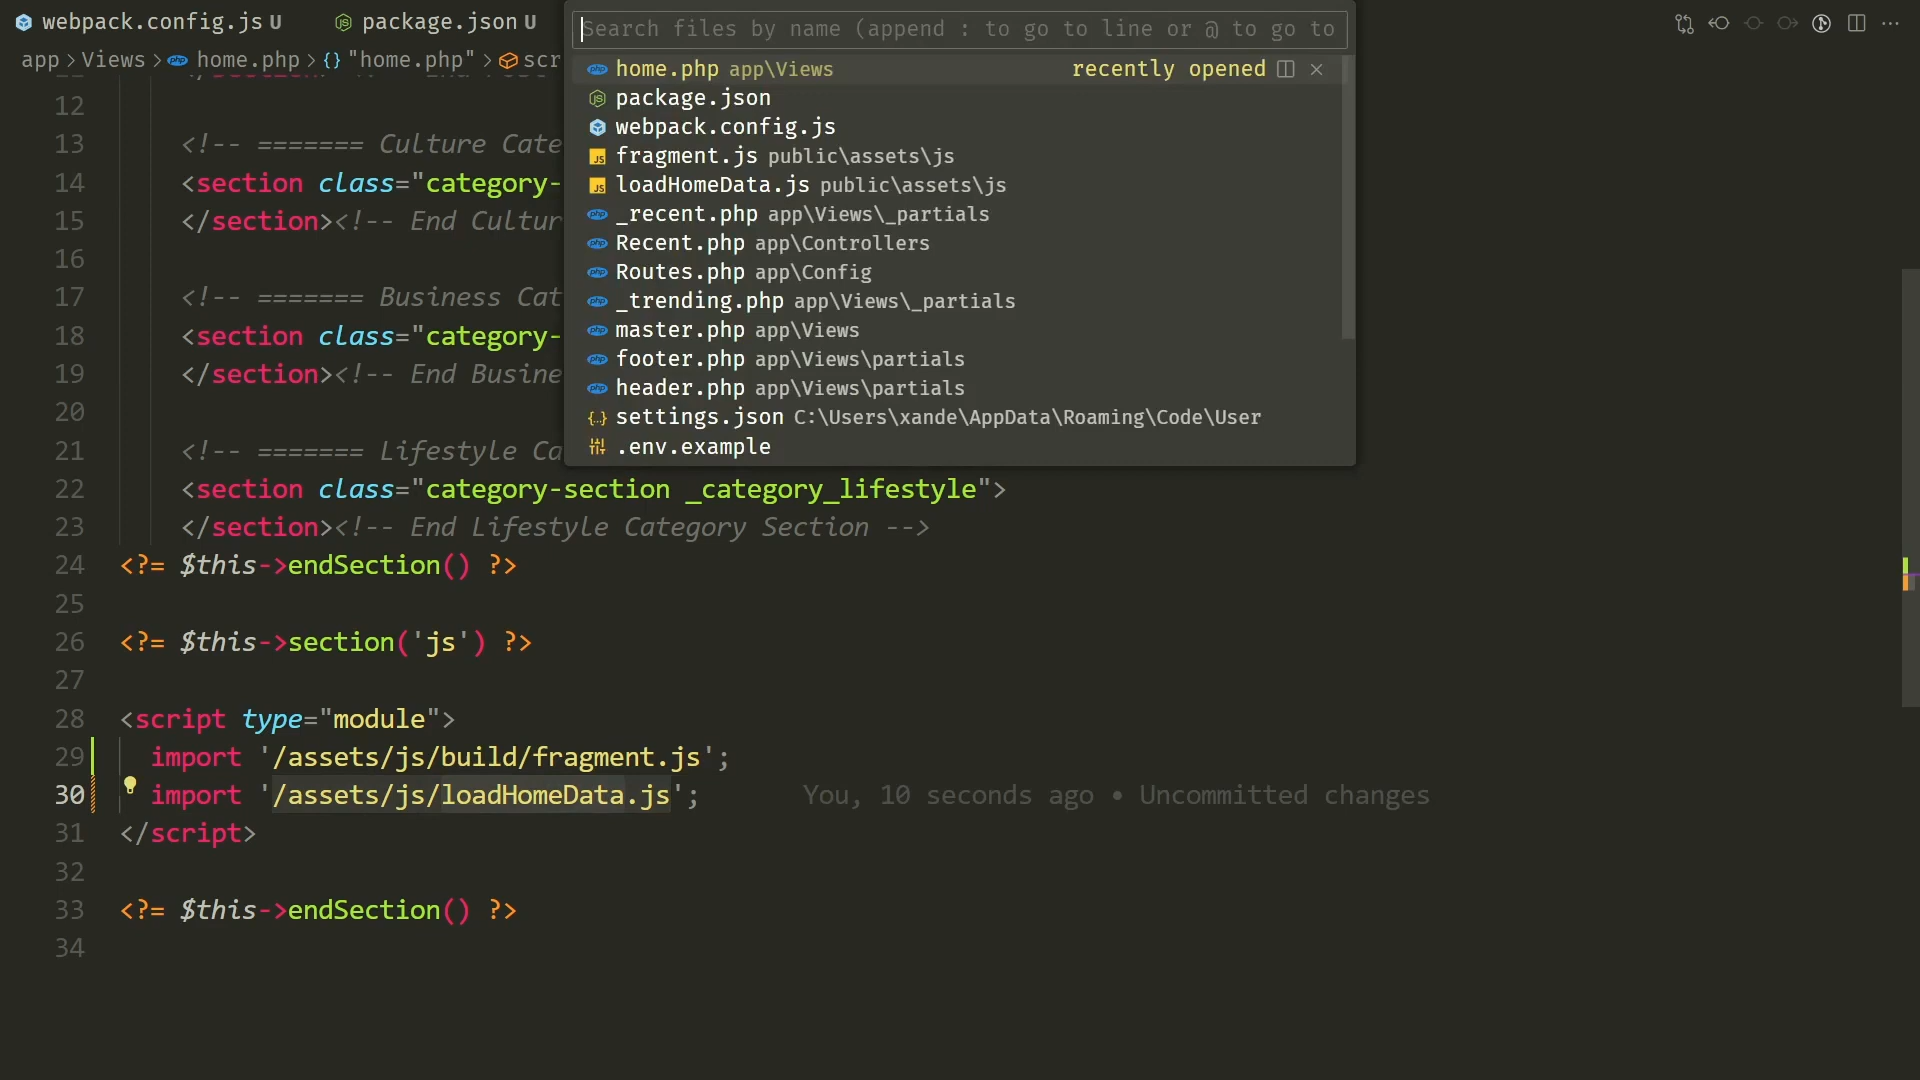 webpack.config.js U
package.json U
Search files by name (append : to go to line or @ to go to
app > Views > home.php > {} "home.php" > scr
home.php app\Views recently opened
package.json
webpack.config.js
fragment.js public\assets\js
loadHomeData.js public\assets\js
_recent.php app\Views\_partials
Recent.php app\Controllers
Routes.php app\Config
_trending.php app\Views\_partials
master.php app\Views
footer.php app\Views\partials
header.php app\Views\partials
settings.json C:\Users\xande\AppData\Roaming\Code\User
.env.example
12
13 <!-- ======= Culture Cate
14 <section class="category-
15 </section><!-- End Cultur
16
17 <!-- ======= Business Cat
18 <section class="category-
19 </section><!-- End Busine
20
21 <!-- ======= Lifestyle Ca
22 <section class="category-section _category_lifestyle">
23 </section><!-- End Lifestyle Category Section -->
24 <?= $this->endSection() ?>
25
26 <?= $this->section('js') ?>
27
28 <script type="module">
29 import '/assets/js/build/fragment.js';
30 import '/assets/js/loadHomeData.js'; You, 10 seconds ago • Uncommitted changes
31 </script>
32
33 <?= $this->endSection() ?>
34